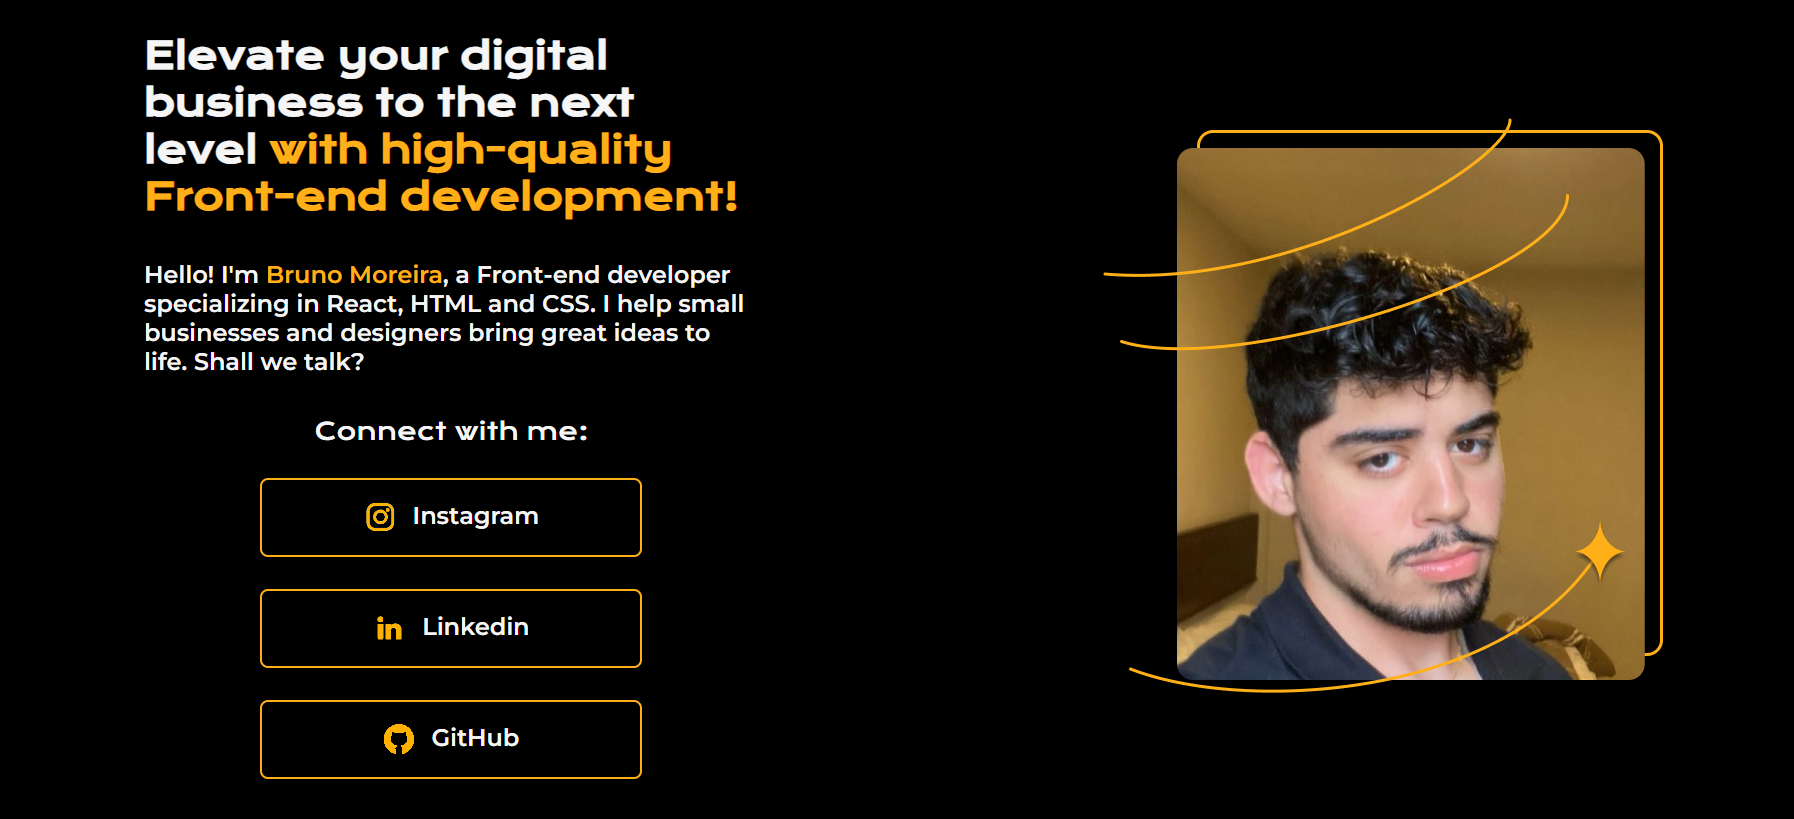 Elevate your digital
business to the next
level with high-quality
Front-end development!
Hello! I'm Bruno Moreira, a Front-end developer
specializing in React, HTML and CSS. I help small
businesses and designers bring great ideas to
life. Shall we talk?
Connect with me:
Instagram
Linkedin
GitHub